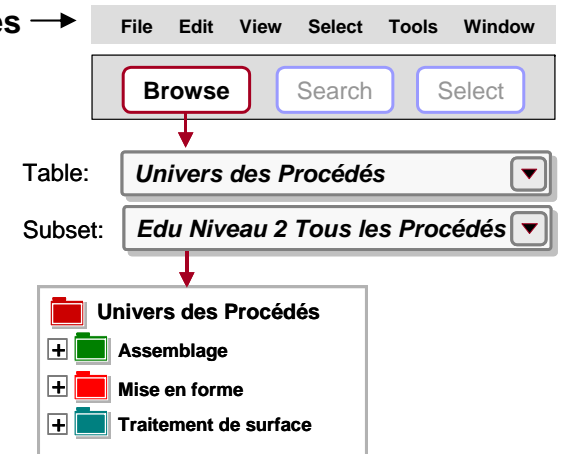 File Edit View Select Tools Window
Browse Search Select
Table: Univers des Procédés
Subset: Edu Niveau 2 Tous les Procédés
Univers des Procédés
Assemblage
Mise en forme
Traitement de surface